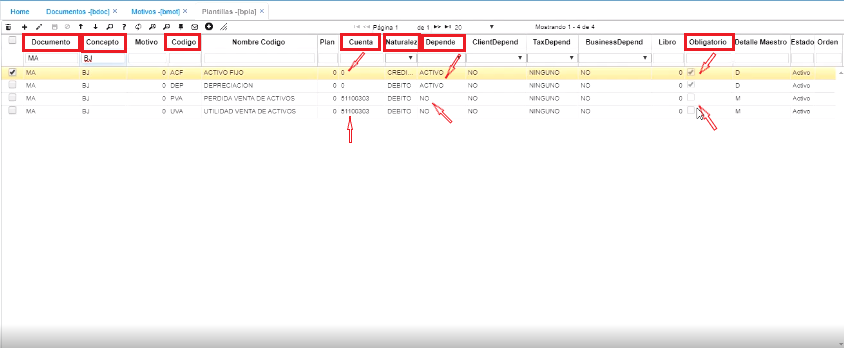 Home Documentos -[bdoc] × Motivos -[bmot] × Plantillas -[bpla] ×
Página 1 de 1 20 Mostrando 1 - 4 de 4
Documento Concepto Motivo Codigo Nombre Codigo Plan Cuenta Naturalez Depende ClientDepend TaxDepend BusinessDepend Libro Obligatorio Detalle Maestro Estado Orden
MA BJ
MA BJ 0 ACF ACTIVO FIJO 0 0 CREDI... ACTIVO NO NINGUNO NO 0 D Activo
MA BJ 0 DEP DEPRECIACION 0 0 DEBITO ACTIVO NO NINGUNO NO 0 D Activo
MA BJ 0 PVA PERDIDA VENTA DE ACTIVOS 0 51100303 DEBITO NO NO NINGUNO NO 0 M Activo
MA BJ 0 UVA UTILIDAD VENTA DE ACTIVOS 0 51100303 DEBITO NO NO NINGUNO NO 0 M Activo